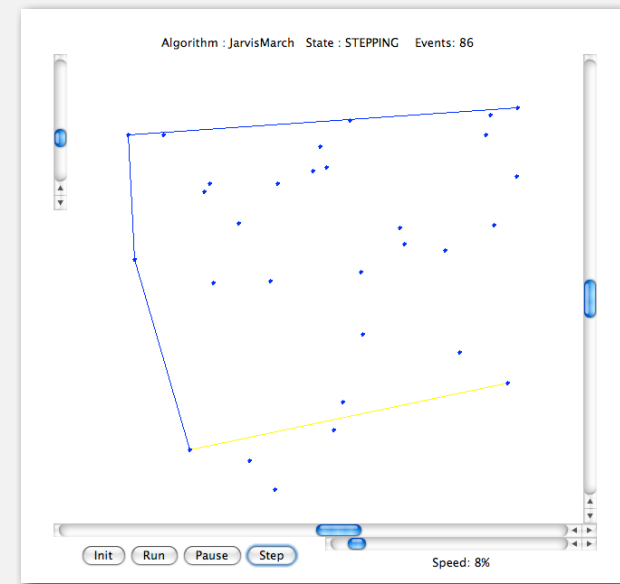 Algorithm : JarvisMarch State : STEPPING Events: 86
Init Run Pause Step
Speed: 8%